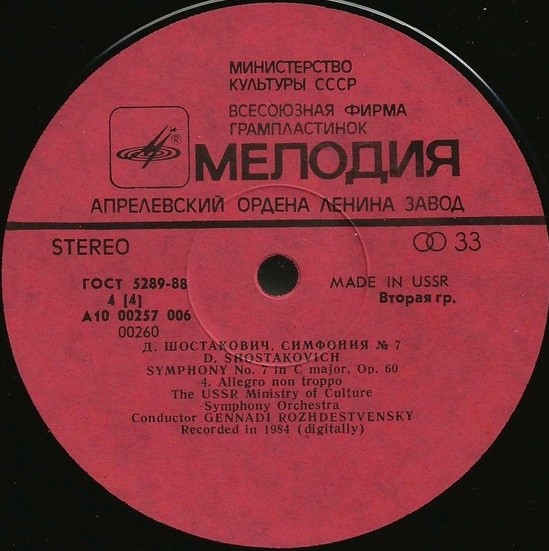 МИНИСТЕРСТВО
КУЛЬТУРЫ СССР
ВСЕСОЮЗНАЯ ФИРМА
ГРАМПЛАСТИНОК
®
МЕЛОДИЯ
АПРЕЛЕВСКИЙ ОРДЕНА ЛЕНИНА ЗАВОД
STEREO
33
ГОСТ 5289-88
MADE IN USSR
4 [4]
Вторая гр.
А10 00257 006
00260
Д. ШОСТАКОВИЧ. СИМФОНИЯ № 7
D. SHOSTAKOVICH
SYMPHONY No. 7 in C major, Op. 60
4. Allegro non troppo
The USSR Ministry of Culture
Symphony Orchestra
Conductor GENNADI ROZHDESTVENSKY
Recorded in 1984 (digitally)